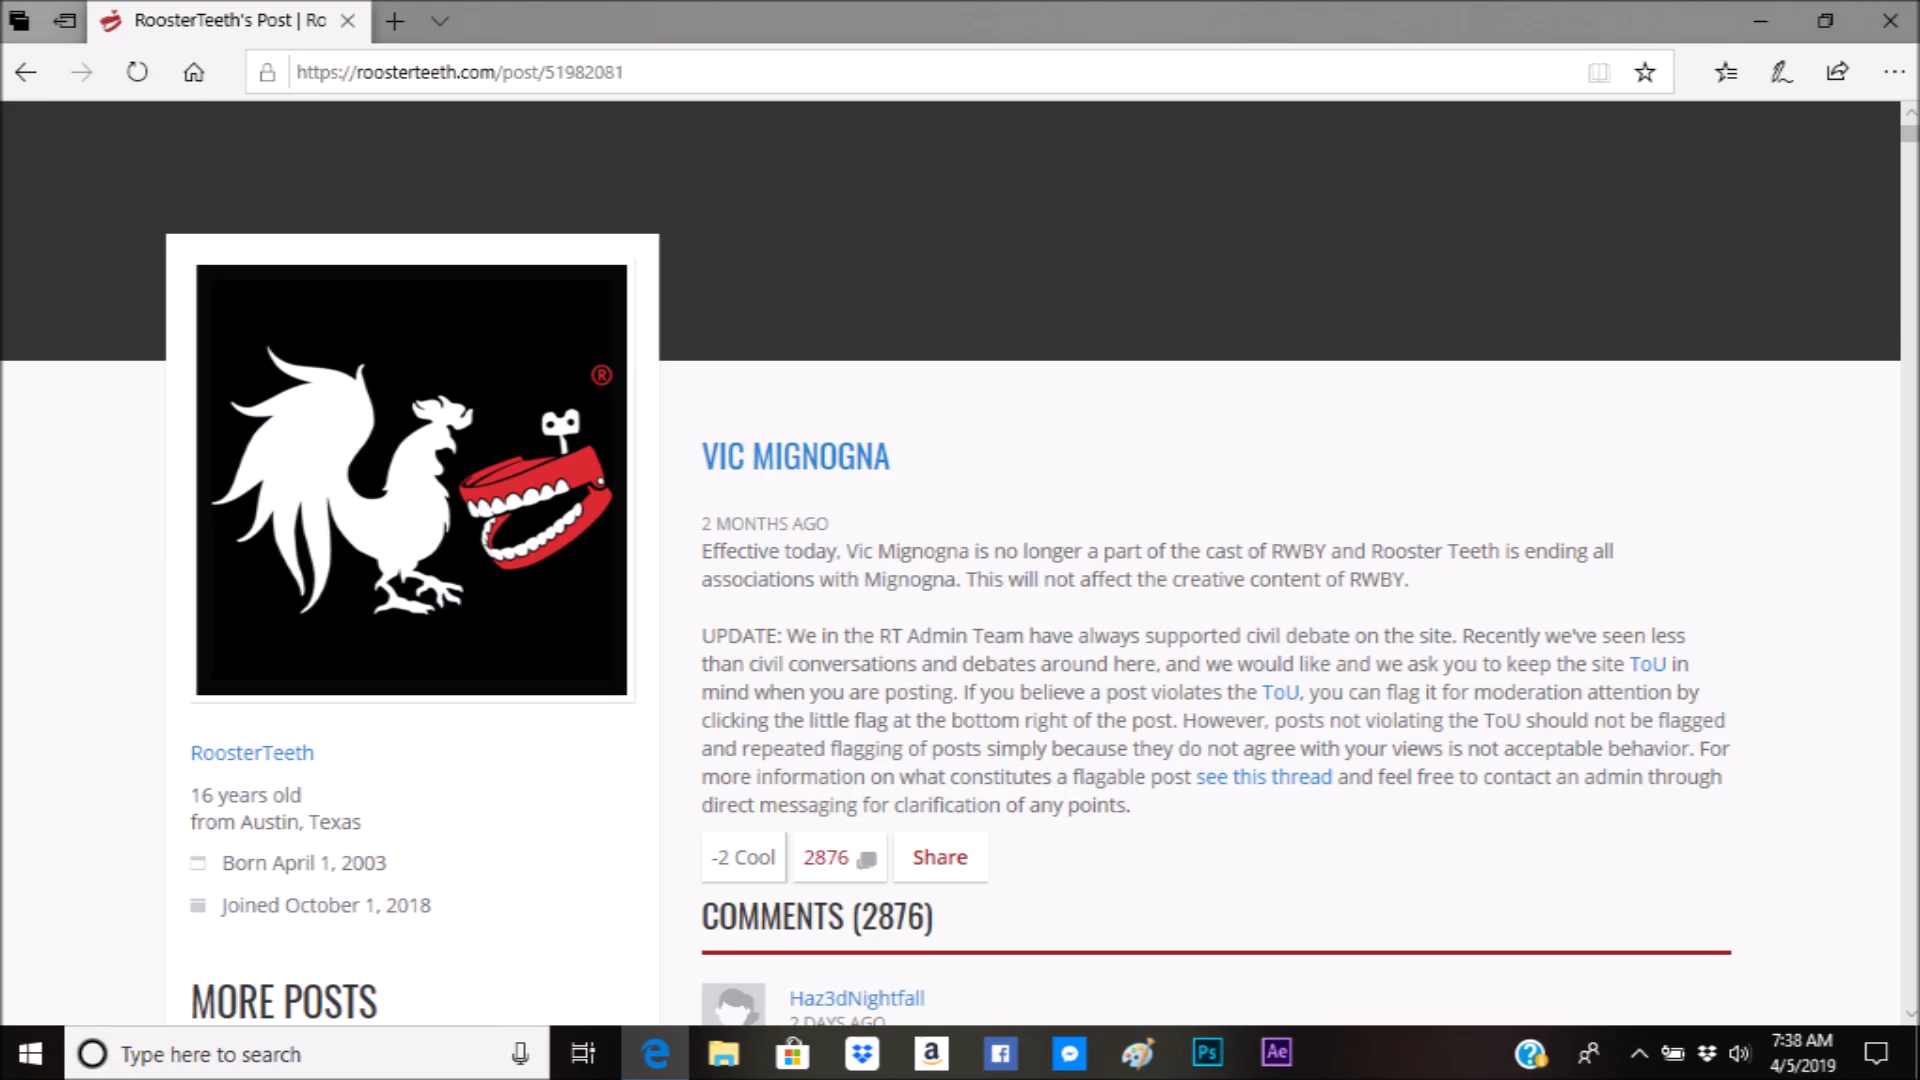 RoosterTeeth's Post | Ro
https://roosterteeth.com/post/51982081
®
VIC MIGNOGNA
2 MONTHS AGO
Effective today, Vic Mignogna is no longer a part of the cast of RWBY and Rooster Teeth is ending all
associations with Mignogna. This will not affect the creative content of RWBY.
UPDATE: We in the RT Admin Team have always supported civil debate on the site. Recently we've seen less
than civil conversations and debates around here, and we would like and we ask you to keep the site ToU in
mind when you are posting. If you believe a post violates the ToU, you can flag it for moderation attention by
clicking the little flag at the bottom right of the post. However, posts not violating the ToU should not be flagged
and repeated flagging of posts simply because they do not agree with your views is not acceptable behavior. For
more information on what constitutes a flagable post see this thread and feel free to contact an admin through
direct messaging for clarification of any points.
-2 Cool 2876 Share
COMMENTS (2876)
Haz3dNightfall
2 DAYS AGO
RoosterTeeth
16 years old
from Austin, Texas
Born April 1, 2003
Joined October 1, 2018
MORE POSTS
Type here to search
a
Ps
Ae
7:38 AM
4/5/2019